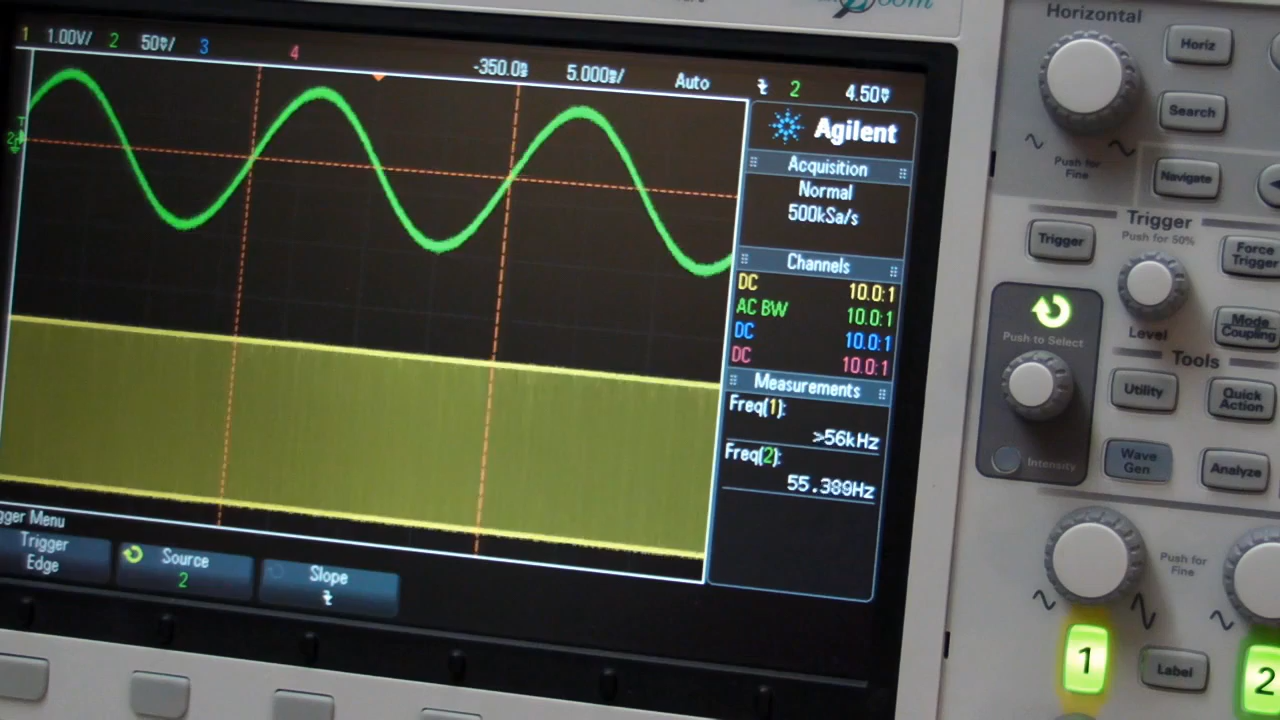 1 1.00V/ 2 50mV/ 3 4 -350.0ms 5.000ms/ Auto 2 4.50mV
Horizontal
Horiz
Search
Push for
Fine
Navigate
Trigger
Push for 50%
Trigger
Force
Trigger
Level
Mode
Coupling
Push to Select
Intensity
Tools
Utility
Quick
Action
Wave
Gen
Analyze
Push for
Fine
1
Label
2
T
2
Agilent
Acquisition
Normal
500kSa/s
Channels
DC 10.0:1
AC BW 10.0:1
DC 10.0:1
DC 10.0:1
Measurements
Freq(1):
>56kHz
Freq(2):
55.389Hz
gger Menu
Trigger
Edge
Source
2
Slope